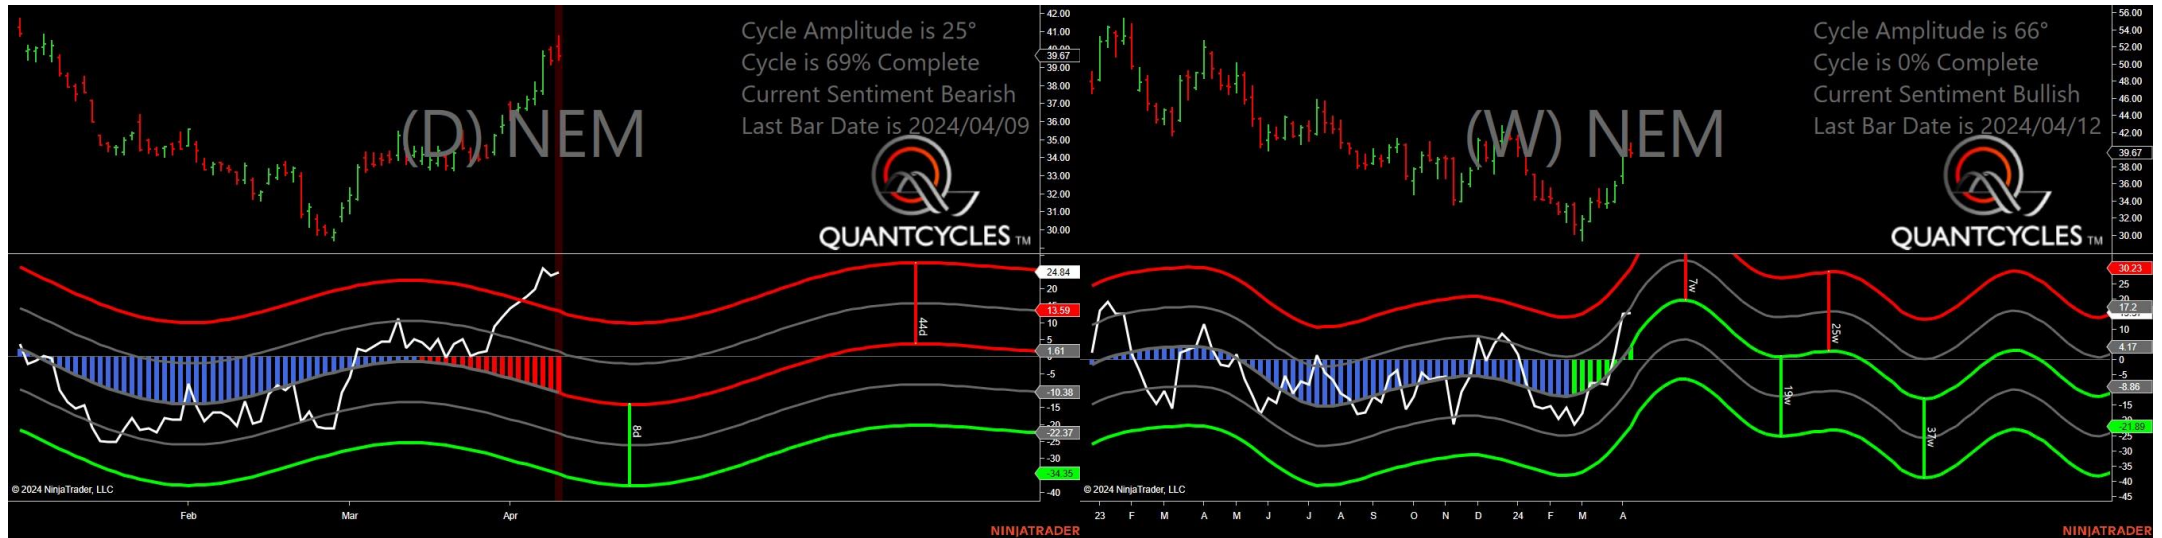 Cycle Amplitude is 25°
Cycle is 69% Complete
Current Sentiment Bearish
Last Bar Date is 2024/04/09
(D) NEM
QUANTCYCLES TM
42.00
41.00
39.67
39.00
38.00
37.00
36.00
35.00
34.00
33.00
32.00
31.00
30.00
24.84
20
13.59
10
5
1.61
-5
-10.38
-15
-22.37
-25
-30
-34.35
-40
44d
8d
© 2024 NinjaTrader, LLC
Feb Mar Apr
NINJATRADER
Cycle Amplitude is 66°
Cycle is 0% Complete
Current Sentiment Bullish
Last Bar Date is 2024/04/12
(W) NEM
QUANTCYCLES TM
56.00
54.00
52.00
50.00
48.00
46.00
44.00
42.00
39.67
38.00
36.00
34.00
32.00
30.00
30.23
25
20
17.2
10
4.17
0
-5
-8.86
-15
-21.89
-25
-30
-35
-40
-45
7w
25w
19w
37w
© 2024 NinjaTrader, LLC
23 F M A M J J A S O N D 24 F M A
NINJATRADER